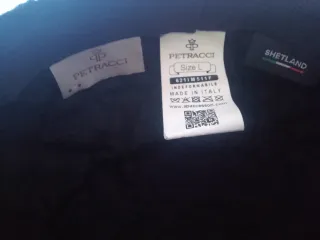 PETRACCI
PETRACCI
Size L
INDEFORMABILE
MADE IN ITALY
SHETLAND